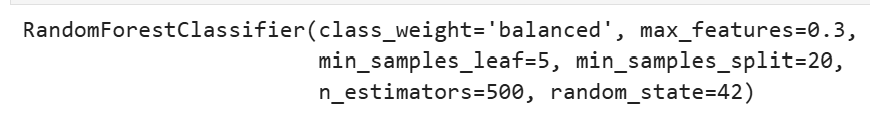 RandomForestClassifier(class_weight='balanced', max_features=0.3,
min_samples_leaf=5, min_samples_split=20,
n_estimators=500, random_state=42)